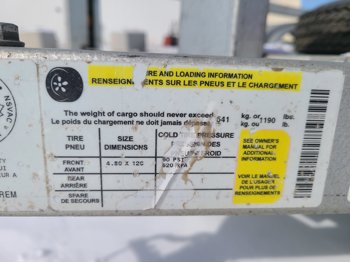 TIRE AND LOADING INFORMATION
RENSEIGNEMENTS SUR LES PNEUS ET LE CHARGEMENT
The weight of cargo should never exceed 541 kg. or 1190 lbs.
Le poids du chargement ne doit jamais dépasser kg. ou lb.
TIRE
PNEU
SIZE
DIMENSIONS
COLD TIRE PRESSURE
FROID
SEE OWNER'S
MANUAL FOR
ADDITIONAL
INFORMATION
VOIR LE MANUEL
DE L'USAGER
POUR PLUS DE
RENSEIGNEMENTS
FRONT
AVANT
4.80 X 12C
90 PSI
620 KPA
REAR
ARRIÈRE
SPARE
DE SECOURS
NSVAC